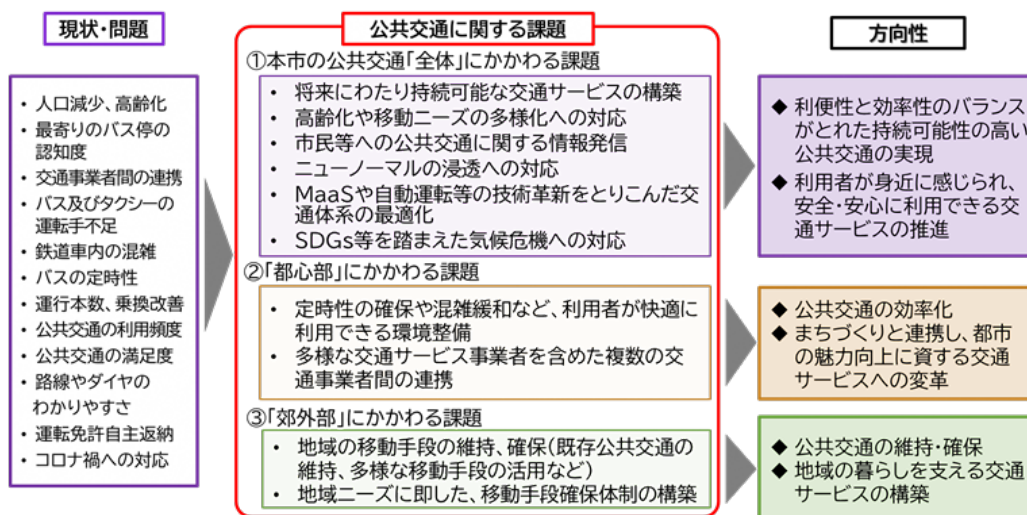 現状・問題
・ 人口減少、高齢化
・ 最寄りのバス停の
認知度
・ 交通事業者間の連携
・ バス及びタクシーの
運転手不足
・ 鉄道車内の混雑
・ バスの定時性
・ 運行本数、乗換改善
・ 公共交通の利用頻度
・ 公共交通の満足度
・ 路線やダイヤの
わかりやすさ
・ 運転免許自主返納
・ コロナ禍への対応
公共交通に関する課題
①本市の公共交通「全体」にかかわる課題
・ 将来にわたり持続可能な交通サービスの構築
・ 高齢化や移動ニーズの多様化への対応
・ 市民等への公共交通に関する情報発信
・ ニューノーマルの浸透への対応
・ MaaSや自動運転等の技術革新をとりこんだ交
通体系の最適化
・ SDGs等を踏まえた気候危機への対応
②「都心部」にかかわる課題
・ 定時性の確保や混雑緩和など、利用者が快適に
利用できる環境整備
・ 多様な交通サービス事業者を含めた複数の交
通事業者間の連携
③「郊外部」にかかわる課題
・ 地域の移動手段の維持、確保(既存公共交通の
維持、多様な移動手段の活用など)
・ 地域ニーズに即した、移動手段確保体制の構築
方向性
◆ 利便性と効率性のバランス
がとれた持続可能性の高い
公共交通の実現
◆ 利用者が身近に感じられ、
安全・安心に利用できる交
通サービスの推進
◆ 公共交通の効率化
◆ まちづくりと連携し、都市
の魅力向上に資する交通
サービスへの変革
◆ 公共交通の維持・確保
◆ 地域の暮らしを支える交通
サービスの構築